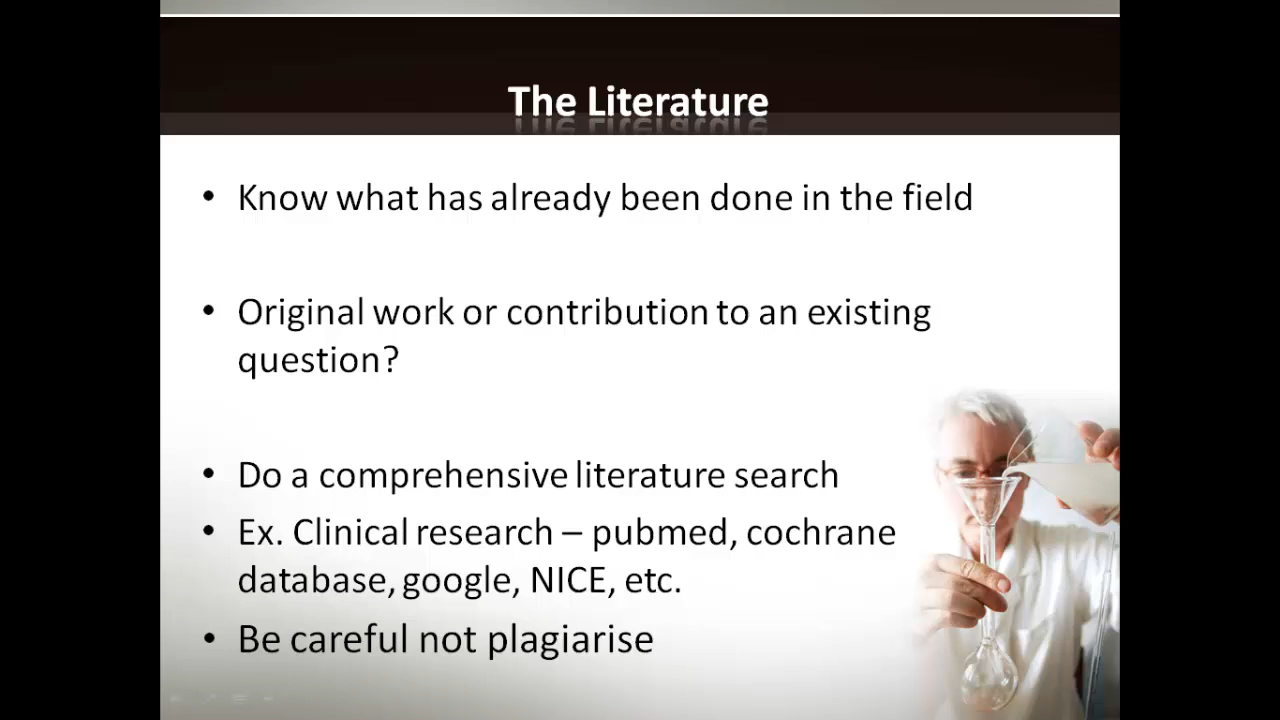 The Literature
• Know what has already been done in the field
• Original work or contribution to an existing
question?
• Do a comprehensive literature search
• Ex. Clinical research – pubmed, cochrane
database, google, NICE, etc.
• Be careful not plagiarise